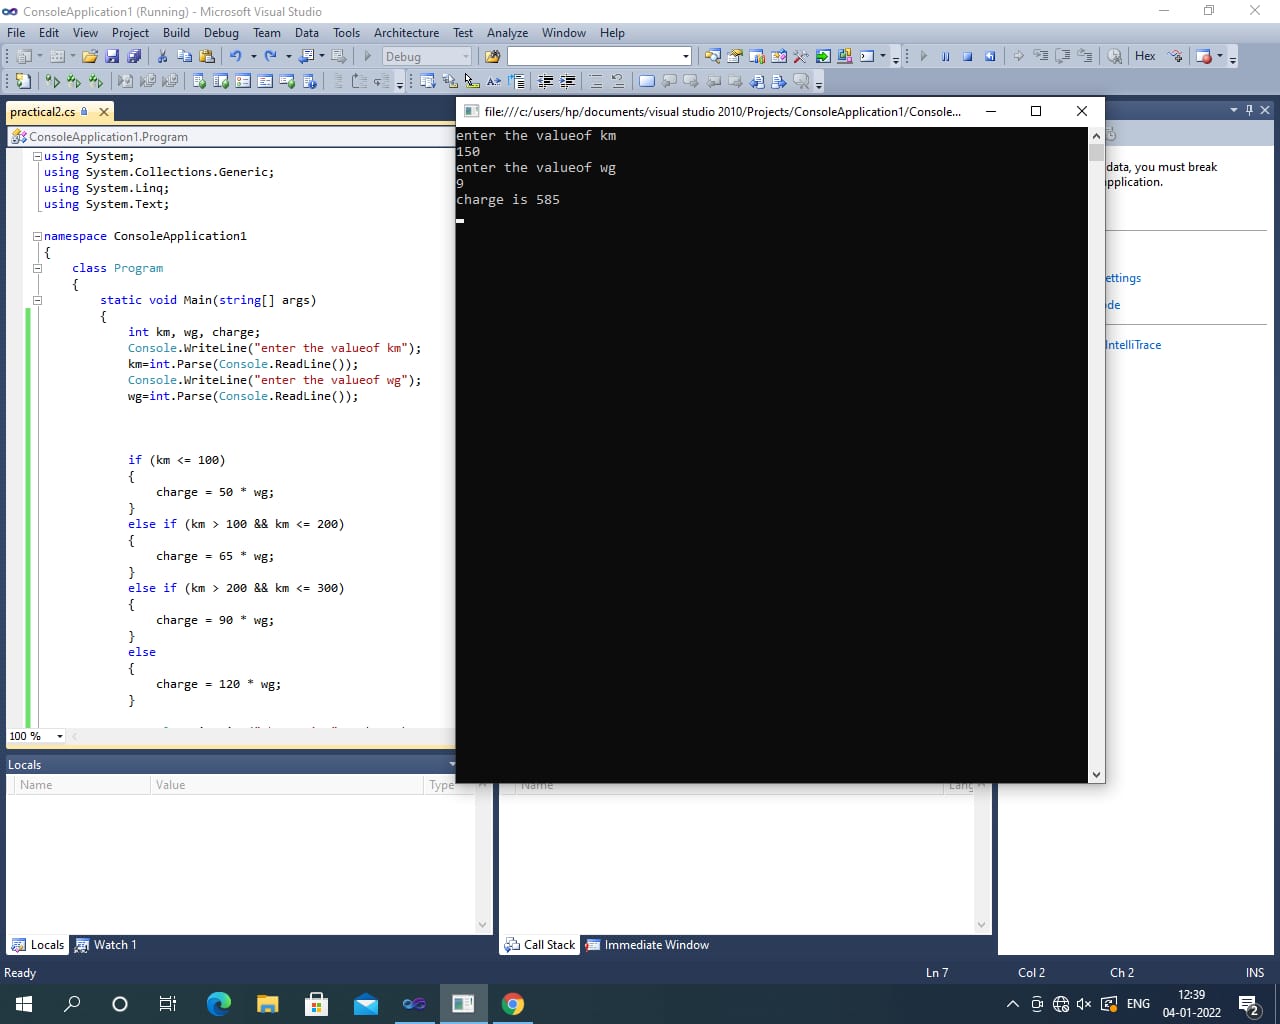 ConsoleApplication1 (Running) - Microsoft Visual Studio
File Edit View Project Build Debug Team Data Tools Architecture Test Analyze Window Help
Debug
Hex
practical2.cs
ConsoleApplication1.Program
using System;
using System.Collections.Generic;
using System.Linq;
using System.Text;
namespace ConsoleApplication1
{
class Program
{
static void Main(string[] args)
{
int km, wg, charge;
Console.WriteLine("enter the valueof km");
km=int.Parse(Console.ReadLine());
Console.WriteLine("enter the valueof wg");
wg=int.Parse(Console.ReadLine());
if (km <= 100)
{
charge = 50 * wg;
}
else if (km > 100 && km <= 200)
{
charge = 65 * wg;
}
else if (km > 200 && km <= 300)
{
charge = 90 * wg;
}
else
{
charge = 120 * wg;
}
100 %
file:///c:/users/hp/documents/visual studio 2010/Projects/ConsoleApplication1/Console...
enter the valueof km
150
enter the valueof wg
9
charge is 585
data, you must break
pplication.
ettings
de
IntelliTrace
Locals
Name Value Type
Name Lang
Locals Watch 1
Call Stack Immediate Window
Ready Ln 7 Col 2 Ch 2 INS
ENG
12:39
04-01-2022
2